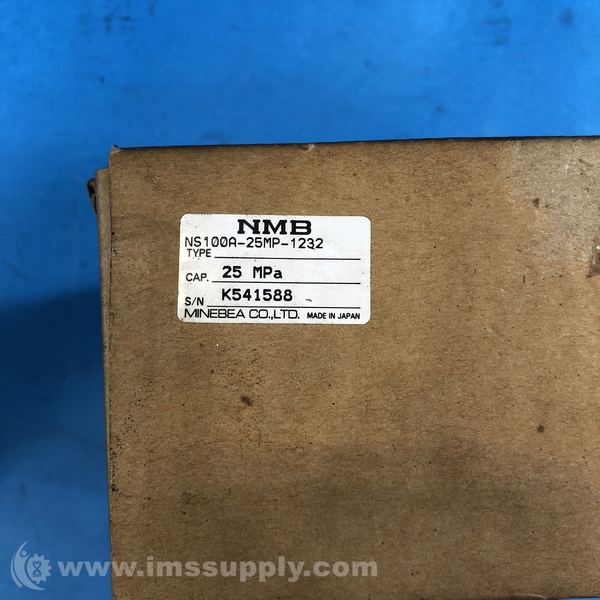 NMB
NS100A-25MP-1232
TYPE
CAP. 25 MPa
S/N K541588
MINEBEA CO.,LTD. MADE IN JAPAN
www.imssupply.com